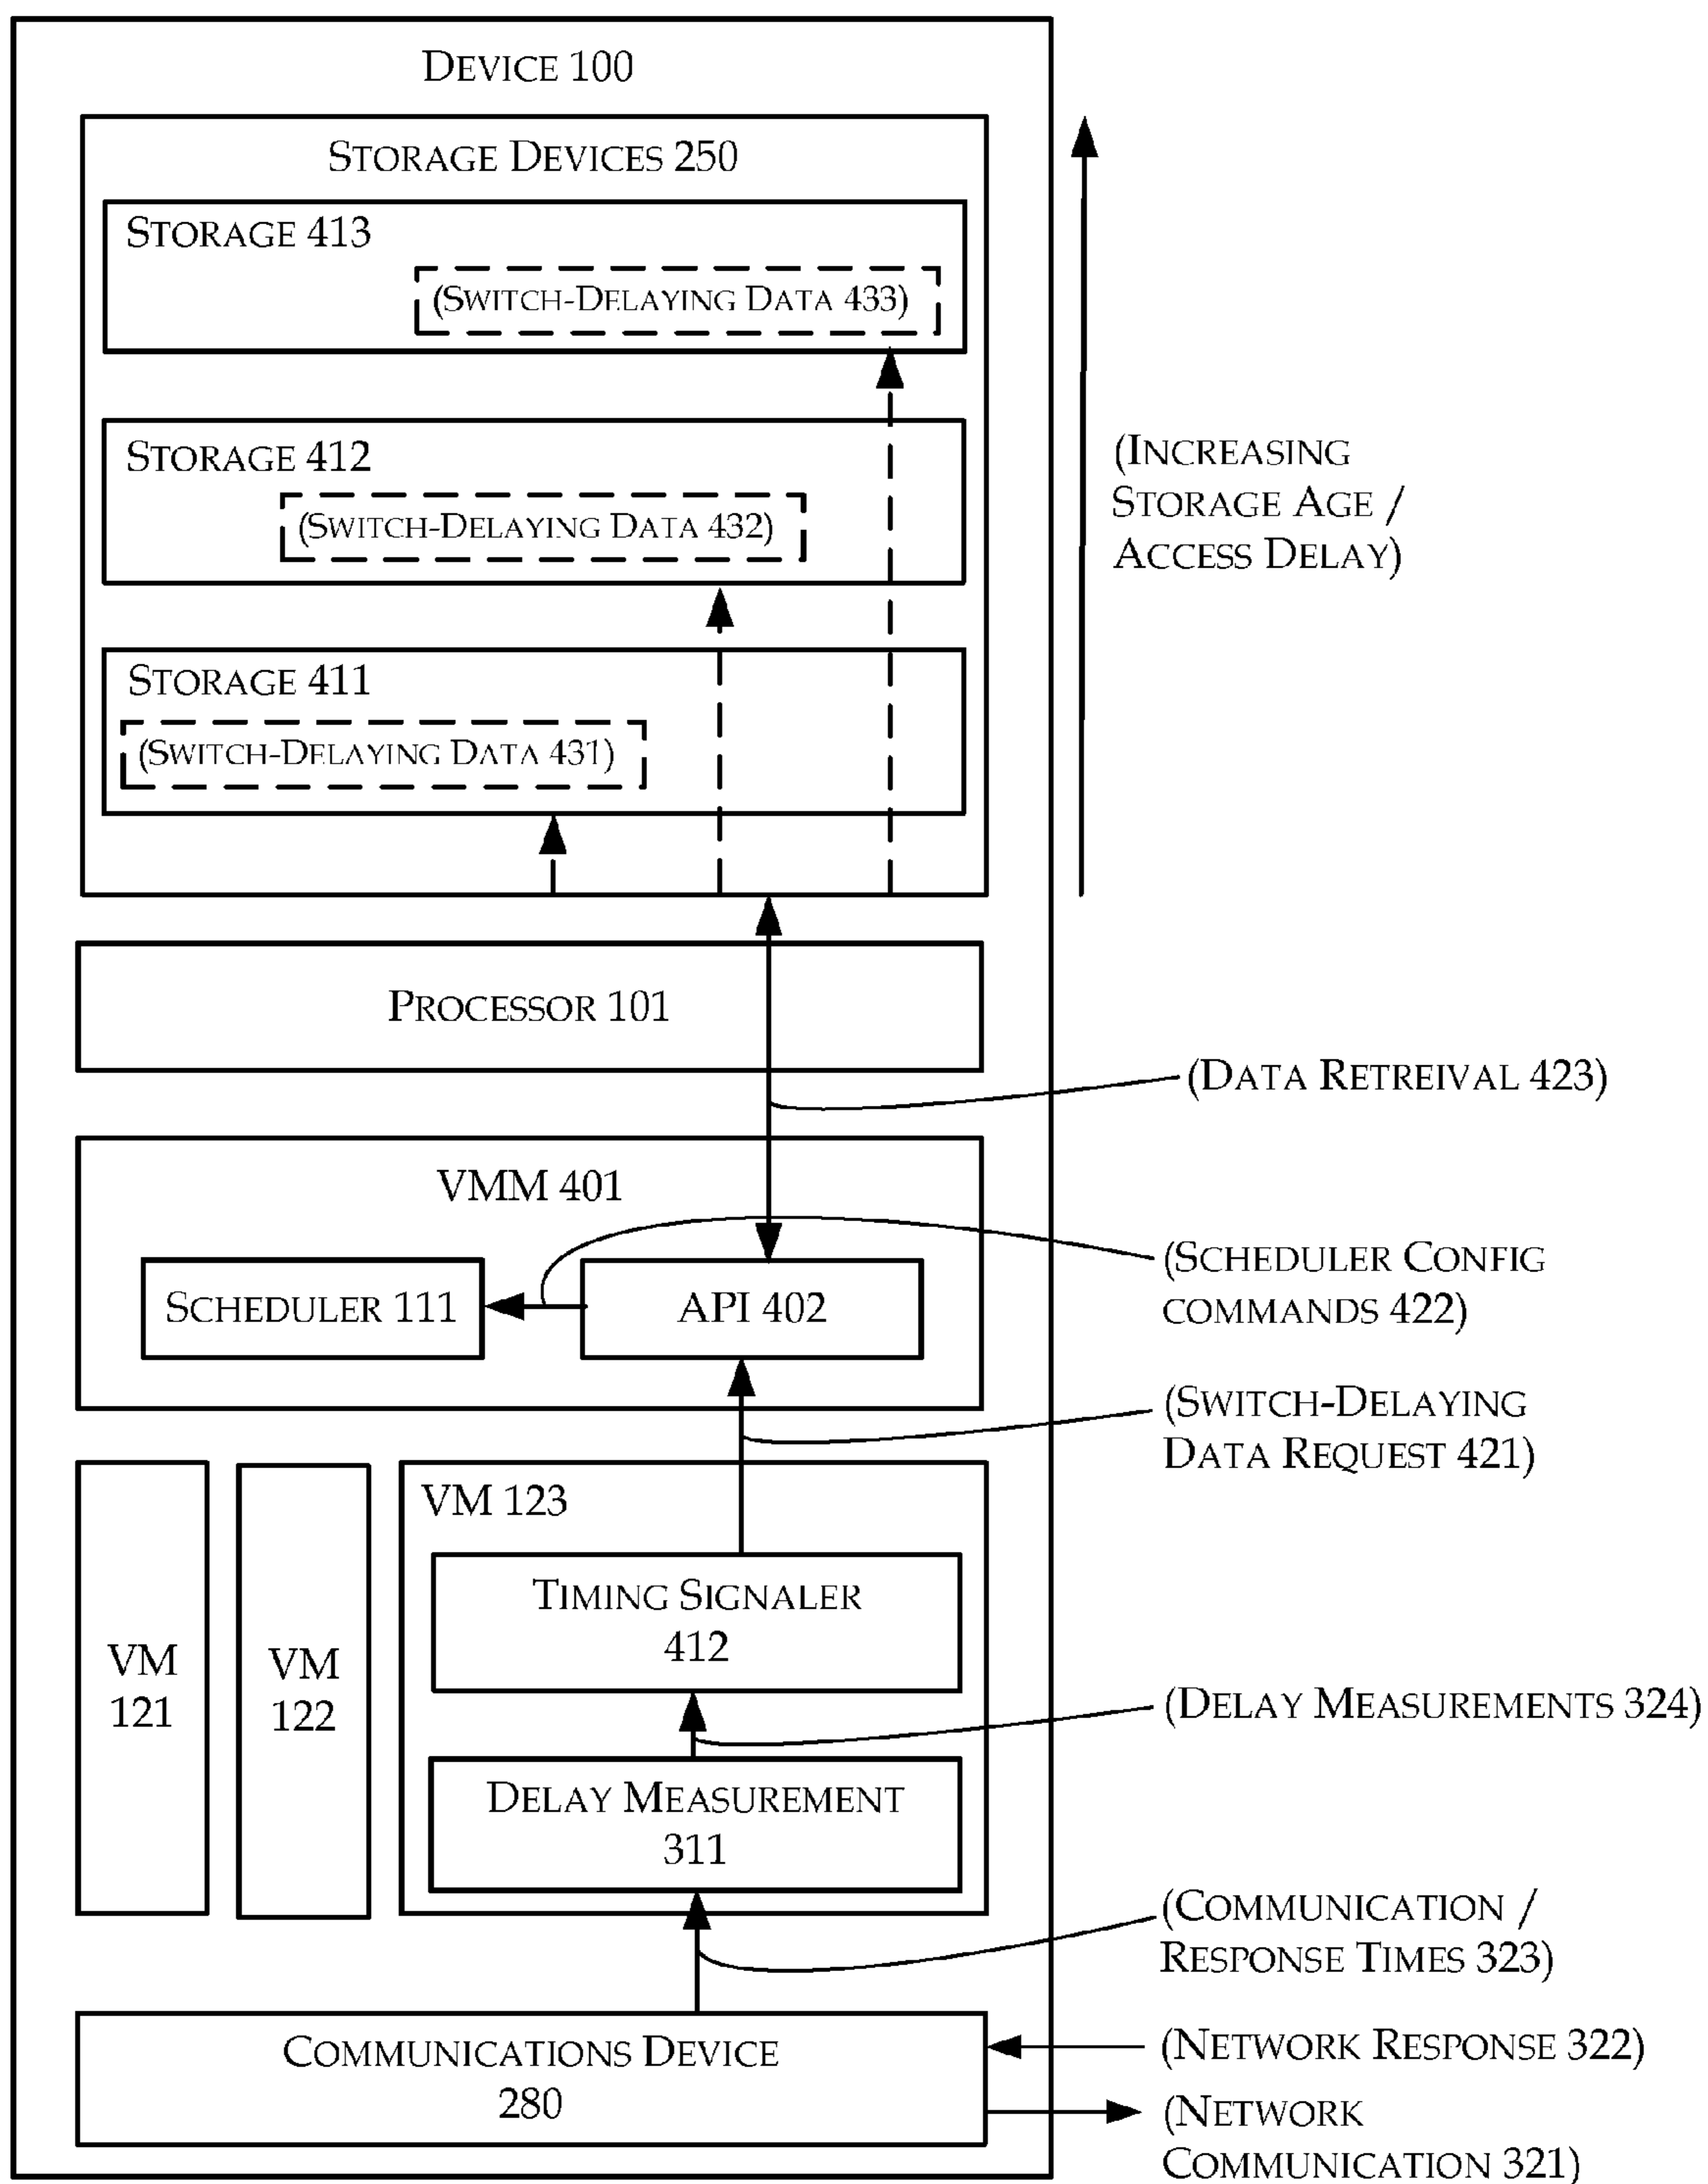 DEVICE 100
STORAGE DEVICES 250
STORAGE 413
(SWITCH-DELAYING DATA 433)
STORAGE 412
(SWITCH-DELAYING DATA 432)
STORAGE 411
(SWITCH-DELAYING DATA 431)
(INCREASING
STORAGE AGE /
ACCESS DELAY)
PROCESSOR 101
(DATA RETREIVAL 423)
VMM 401
SCHEDULER 111
API 402
(SCHEDULER CONFIG
COMMANDS 422)
(SWITCH-DELAYING
DATA REQUEST 421)
VM
121
VM
122
VM 123
TIMING SIGNALER
412
(DELAY MEASUREMENTS 324)
DELAY MEASUREMENT
311
(COMMUNICATION /
RESPONSE TIMES 323)
COMMUNICATIONS DEVICE
280
(NETWORK RESPONSE 322)
(NETWORK
COMMUNICATION 321)